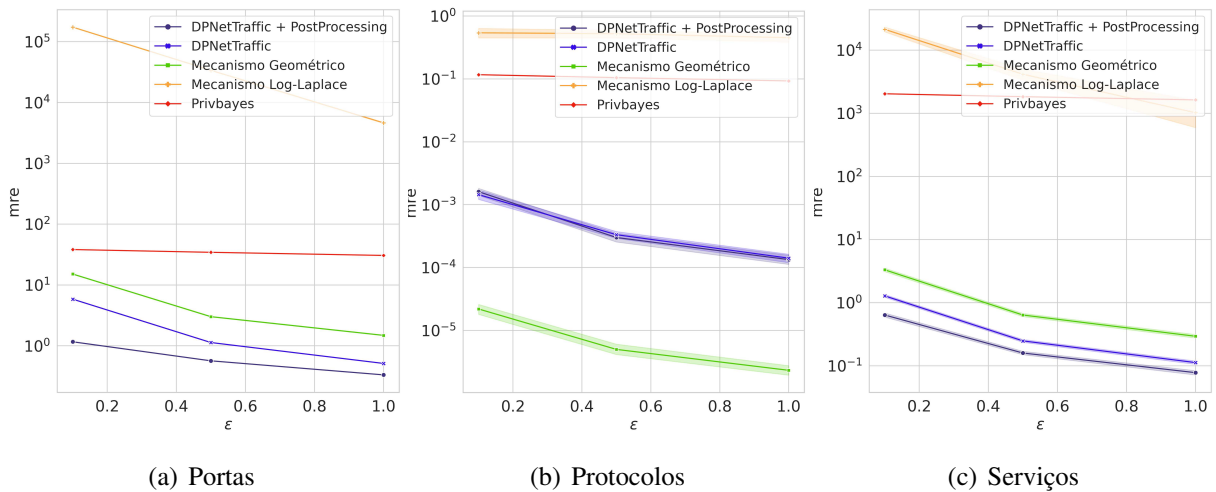 DPNetTraffic + PostProcessing
DPNetTraffic
Mecanismo Geométrico
Mecanismo Log-Laplace
Privbayes
10^5
10^4
10^3
10^2
10^1
10^0
mre
0.2 0.4 0.6 0.8 1.0
ε
(a) Portas
DPNetTraffic + PostProcessing
DPNetTraffic
Mecanismo Geométrico
Mecanismo Log-Laplace
Privbayes
10^0
10^-1
10^-2
10^-3
10^-4
10^-5
mre
0.2 0.4 0.6 0.8 1.0
ε
(b) Protocolos
DPNetTraffic + PostProcessing
DPNetTraffic
Mecanismo Geométrico
Mecanismo Log-Laplace
Privbayes
10^4
10^3
10^2
10^1
10^0
10^-1
mre
0.2 0.4 0.6 0.8 1.0
ε
(c) Serviços